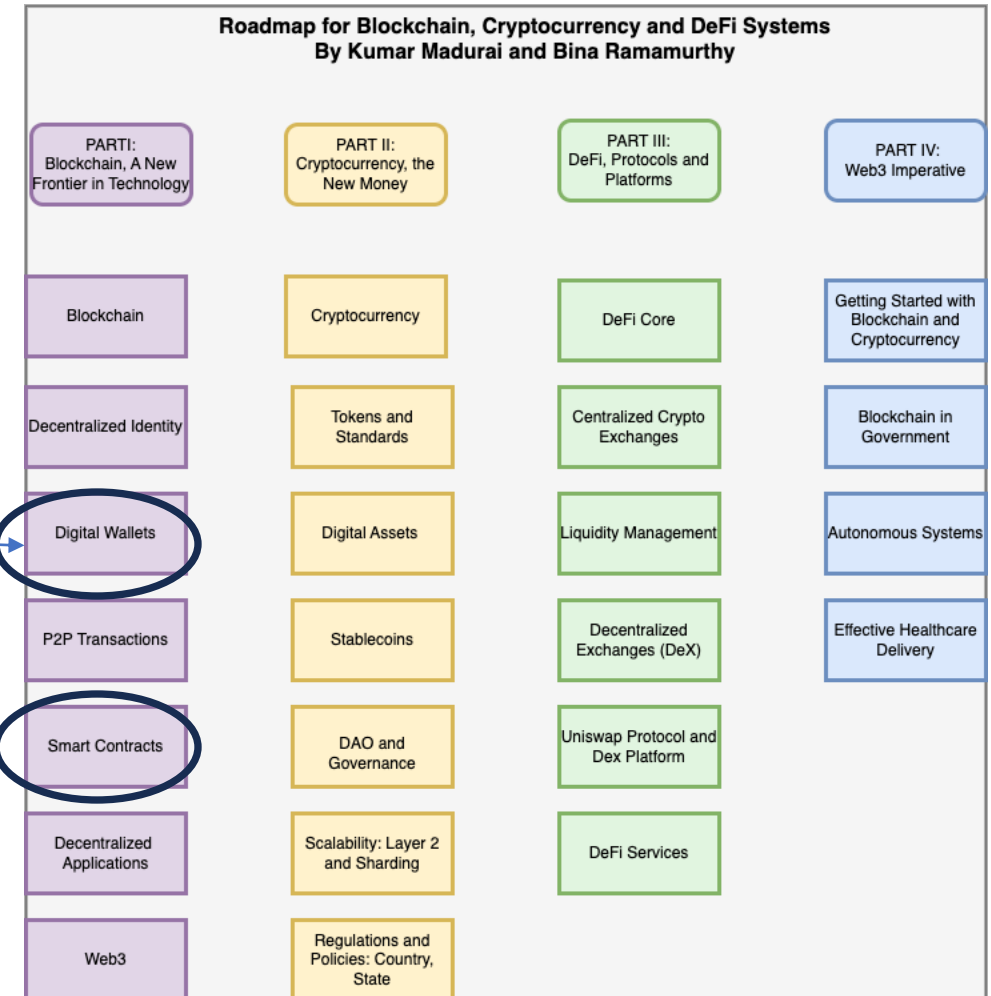 Roadmap for Blockchain, Cryptocurrency and DeFi Systems
By Kumar Madurai and Bina Ramamurthy
PARTI:
Blockchain, A New
Frontier in Technology
PART II:
Cryptocurrency, the
New Money
PART III:
DeFi, Protocols and
Platforms
PART IV:
Web3 Imperative
Blockchain
Cryptocurrency
DeFi Core
Getting Started with
Blockchain and
Cryptocurrency
Decentralized Identity
Tokens and
Standards
Centralized Crypto
Exchanges
Blockchain in
Government
Digital Wallets
Digital Assets
Liquidity Management
Autonomous Systems
P2P Transactions
Stablecoins
Decentralized
Exchanges (DeX)
Effective Healthcare
Delivery
Smart Contracts
DAO and
Governance
Uniswap Protocol and
Dex Platform
Decentralized
Applications
Scalability: Layer 2
and Sharding
DeFi Services
Web3
Regulations and
Policies: Country,
State